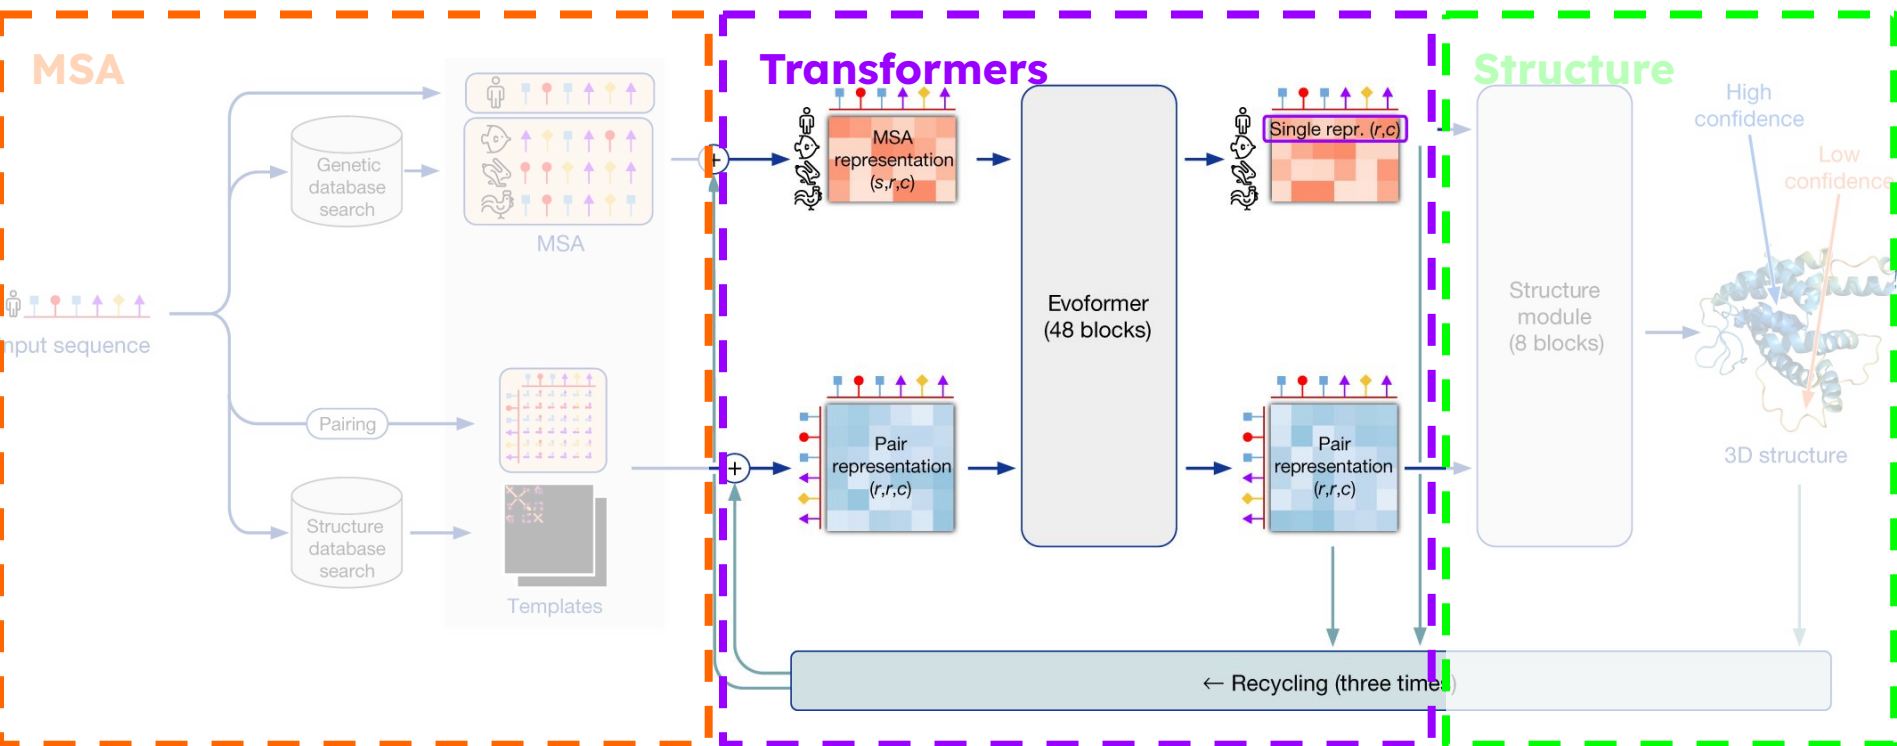 MSA
Transformers
Structure
Genetic
database
search
MSA
nput sequence
Pairing
Structure
database
search
Templates
+
MSA
representation
(s,r,c)
+
Pair
representation
(r,r,c)
Evoformer
(48 blocks)
Single repr. (r,c)
Pair
representation
(r,r,c)
Structure
module
(8 blocks)
High
confidence
Low
confidence
3D structure
← Recycling (three times)